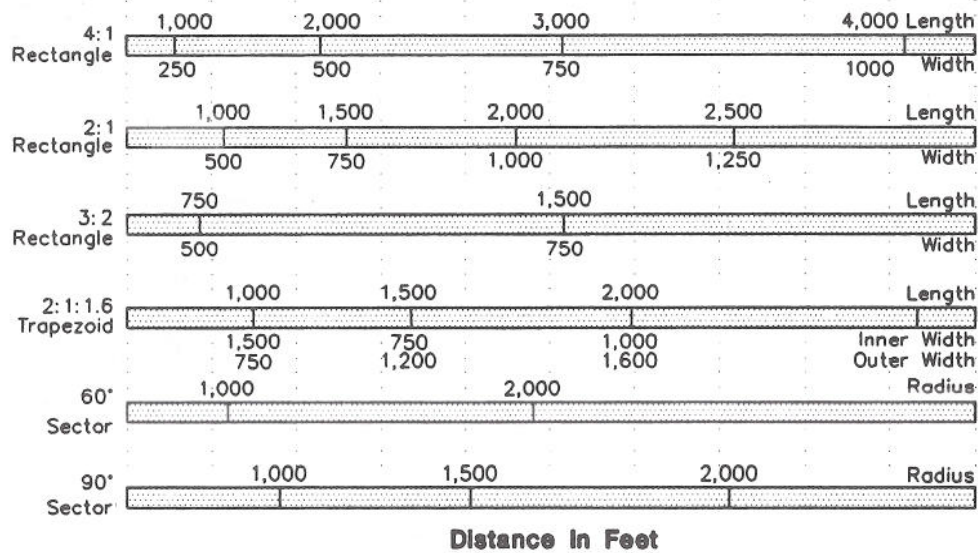 1,000 2,000 3,000 4,000 Length
4:1
Rectangle
250 500 750 1000 Width
1,000 1,500 2,000 2,500 Length
2:1
Rectangle
500 750 1,000 1,250 Width
750 1,500 Length
3:2
Rectangle
500 750 Width
1,000 1,500 2,000 Length
2:1:1.6
Trapezoid
1,500 750 1,000 Inner Width
750 1,200 1,600 Outer Width
1,000 2,000 Radius
60°
Sector
1,000 1,500 2,000 Radius
90°
Sector
Distance in Feet